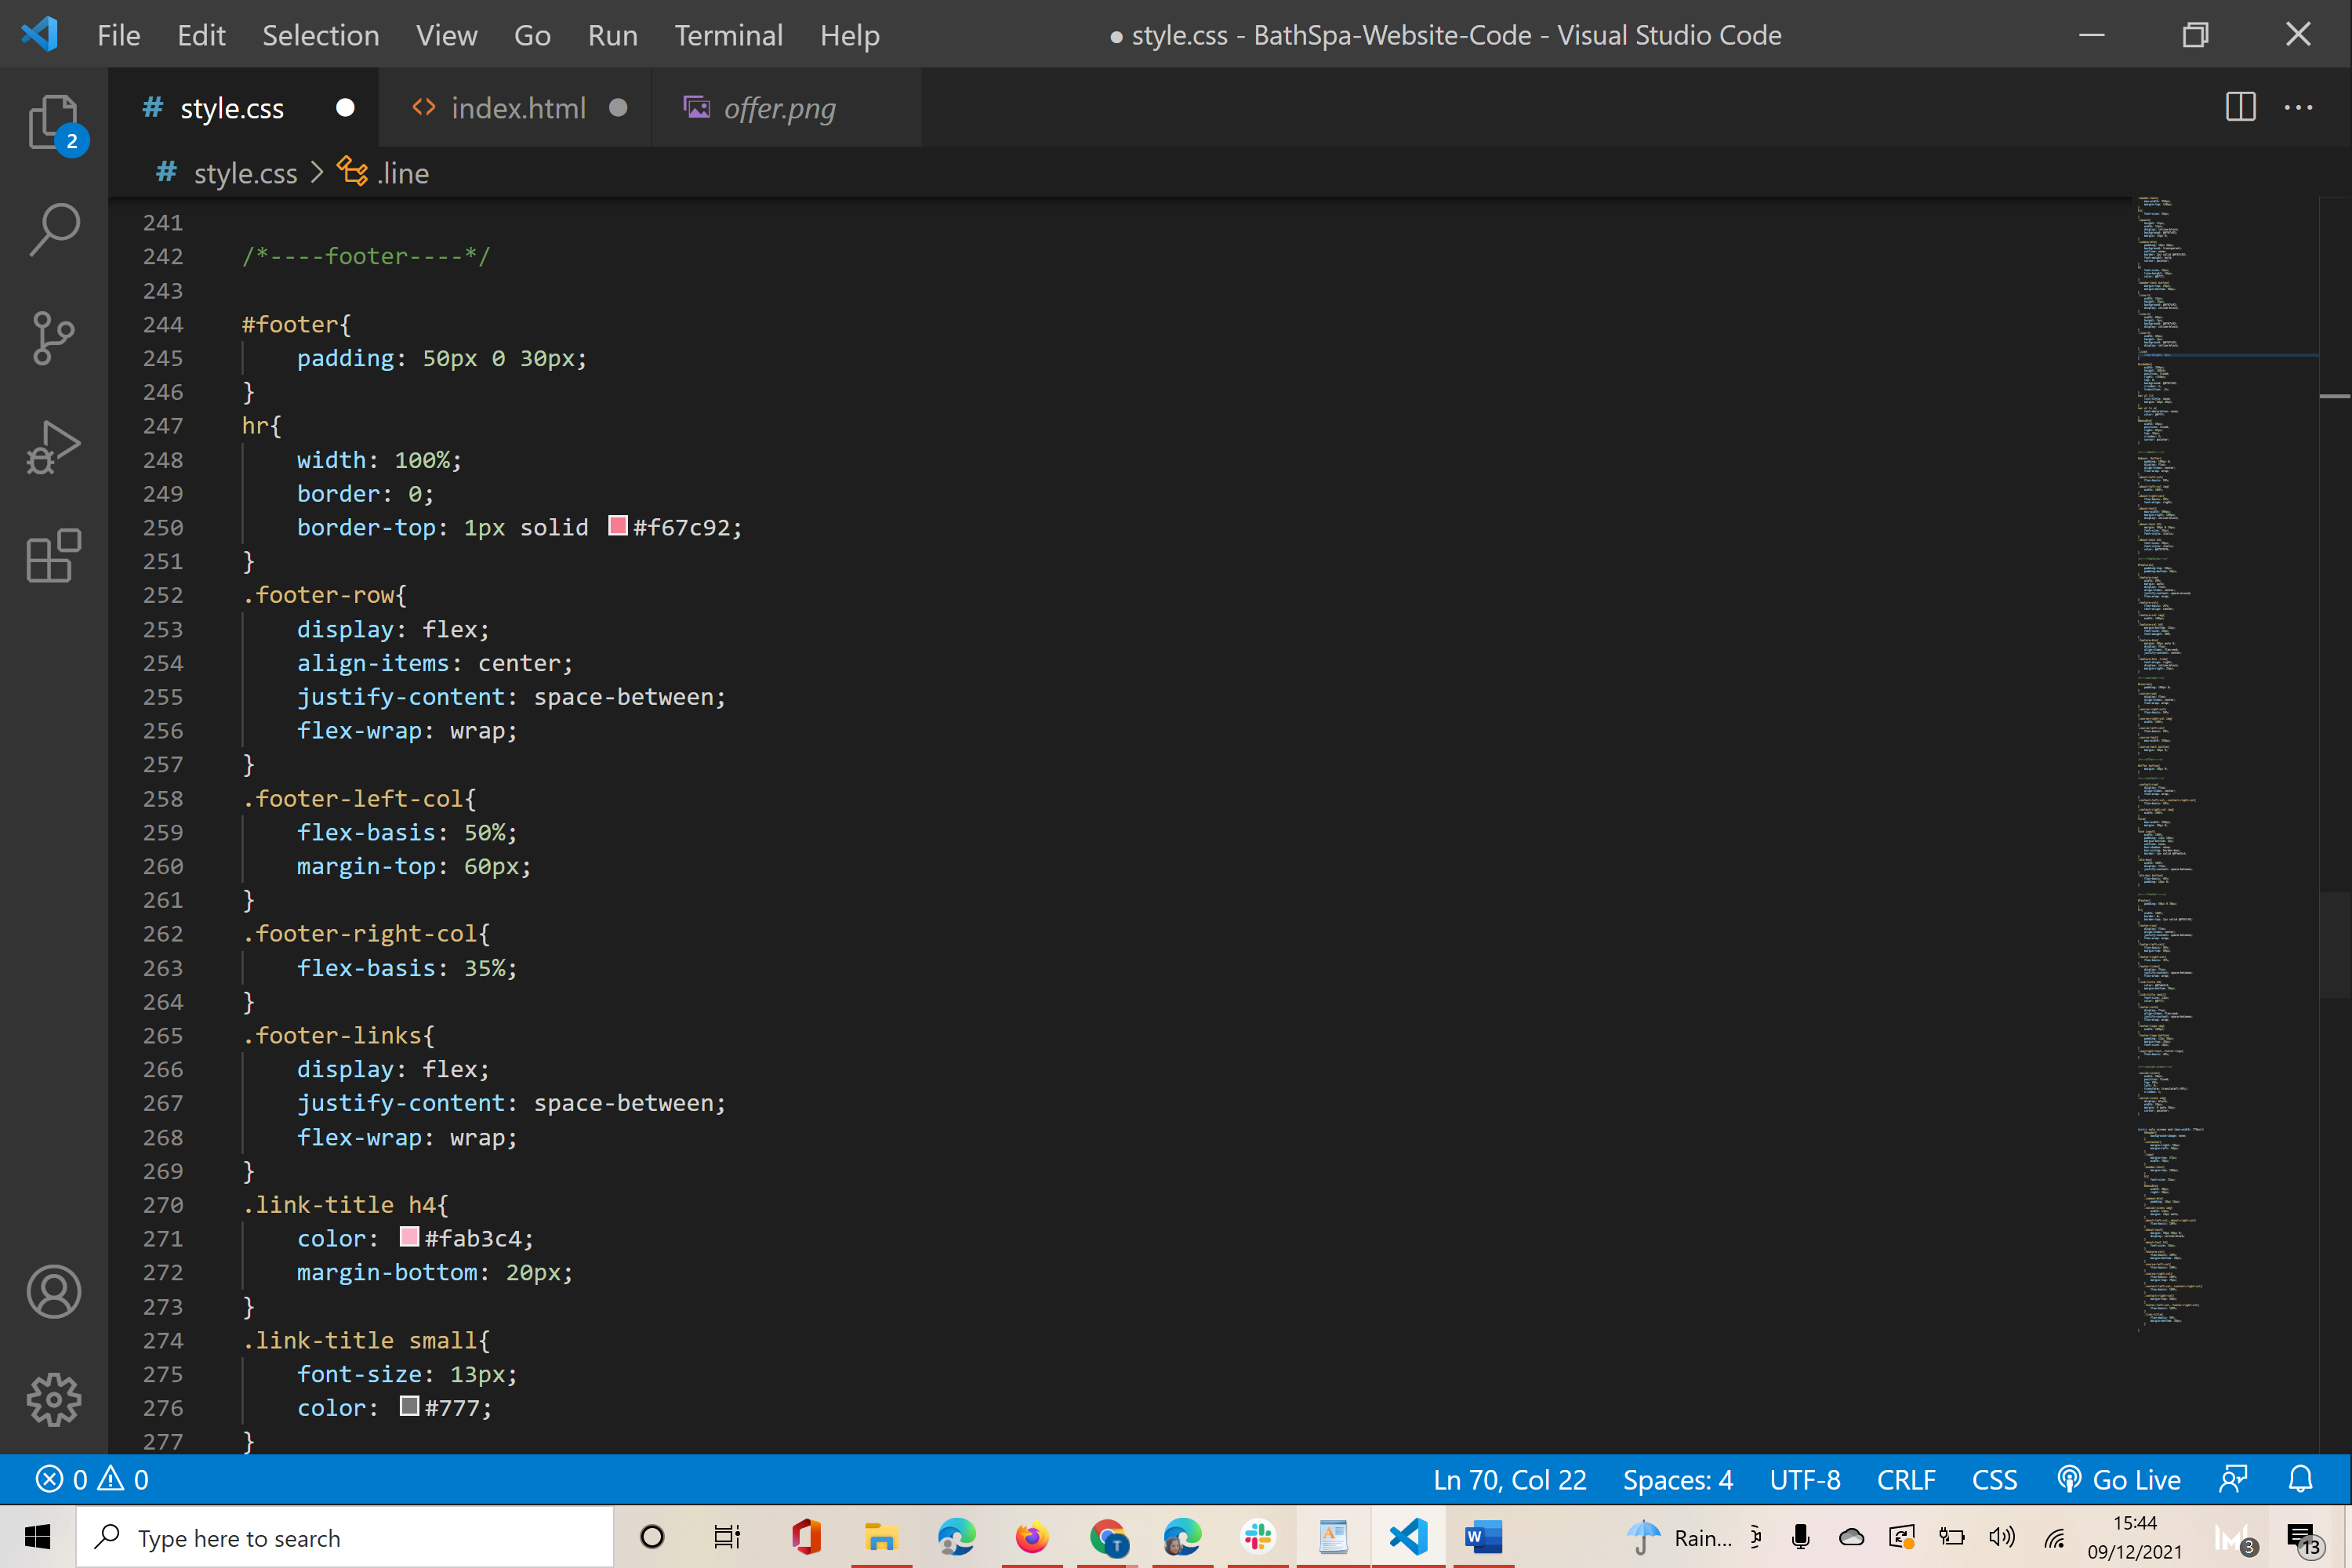 File Edit Selection View Go Run Terminal Help ● style.css - BathSpa-Website-Code - Visual Studio Code
# style.css ● <> index.html ● offer.png
2
# style.css > .line
241
242 /*----footer----*/
243
244 #footer{
245 padding: 50px 0 30px;
246 }
247 hr{
248 width: 100%;
249 border: 0;
250 border-top: 1px solid #f67c92;
251 }
252 .footer-row{
253 display: flex;
254 align-items: center;
255 justify-content: space-between;
256 flex-wrap: wrap;
257 }
258 .footer-left-col{
259 flex-basis: 50%;
260 margin-top: 60px;
261 }
262 .footer-right-col{
263 flex-basis: 35%;
264 }
265 .footer-links{
266 display: flex;
267 justify-content: space-between;
268 flex-wrap: wrap;
269 }
270 .link-title h4{
271 color: #fab3c4;
272 margin-bottom: 20px;
273 }
274 .link-title small{
275 font-size: 13px;
276 color: #777;
277 }
0 0 Ln 70, Col 22 Spaces: 4 UTF-8 CRLF CSS Go Live
Type here to search T W Rain... 15:44 3 13
09/12/2021